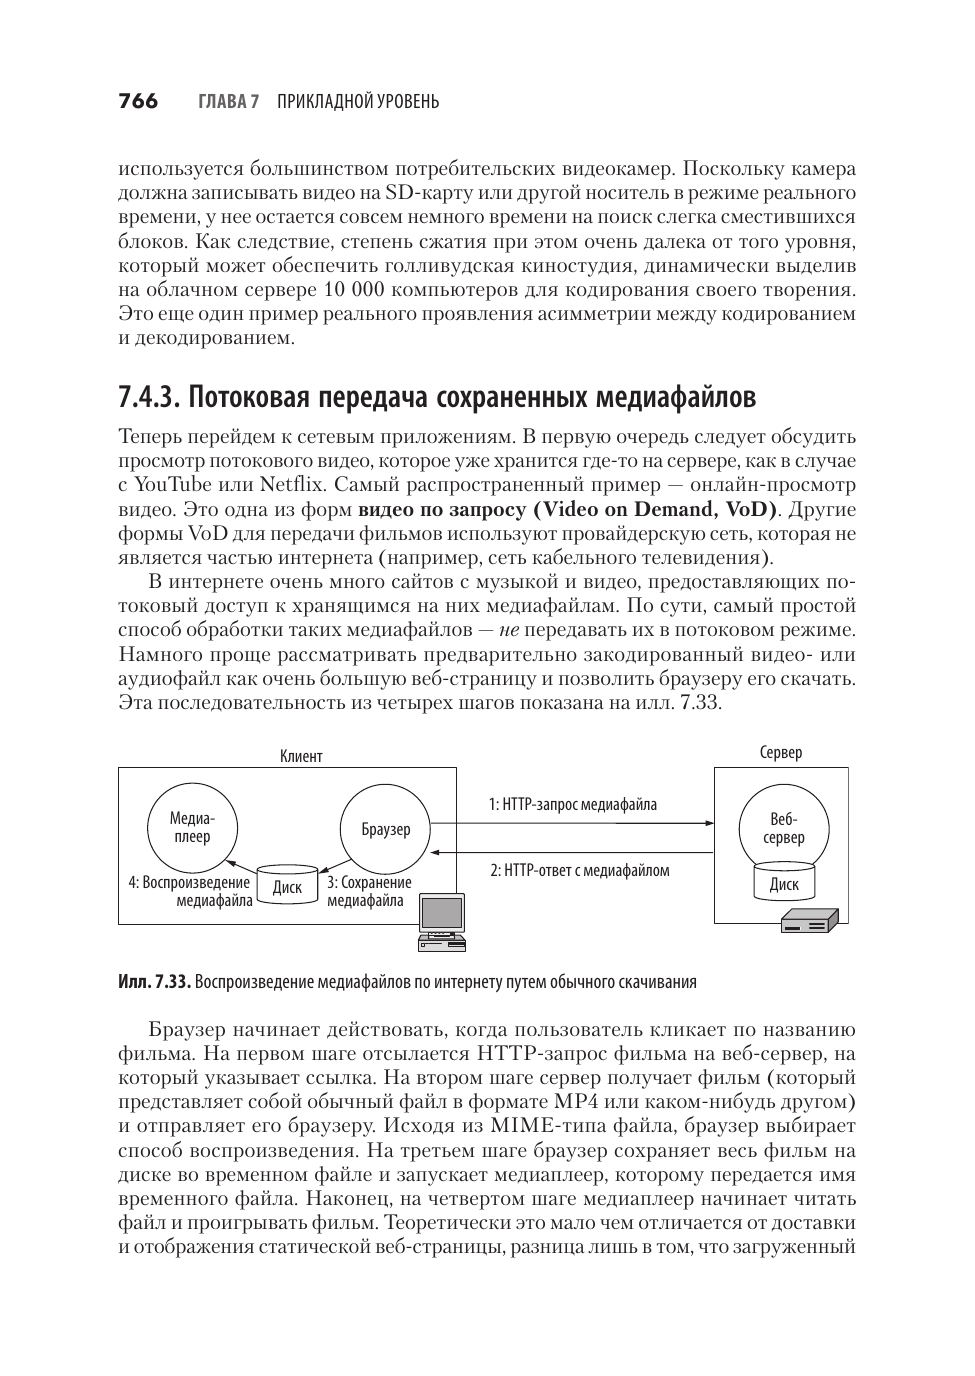 766 ГЛАВА 7 ПРИКЛАДНОЙ УРОВЕНЬ
используется большинством потребительских видеокамер. Поскольку камера
должна записывать видео на SD-карту или другой носитель в режиме реального
времени, у нее остается совсем немного времени на поиск слегка сместившихся
блоков. Как следствие, степень сжатия при этом очень далека от того уровня,
который может обеспечить голливудская киностудия, динамически выделив
на облачном сервере 10 000 компьютеров для кодирования своего творения.
Это еще один пример реального проявления асимметрии между кодированием
и декодированием.
7.4.3. Потоковая передача сохраненных медиафайлов
Теперь перейдем к сетевым приложениям. В первую очередь следует обсудить
просмотр потокового видео, которое уже хранится где-то на сервере, как в случае
с YouTube или Netflix. Самый распространенный пример — онлайн-просмотр
видео. Это одна из форм видео по запросу (Video on Demand, VoD). Другие
формы VoD для передачи фильмов используют провайдерскую сеть, которая не
является частью интернета (например, сеть кабельного телевидения).
В интернете очень много сайтов с музыкой и видео, предоставляющих по-
токовый доступ к хранящимся на них медиафайлам. По сути, самый простой
способ обработки таких медиафайлов — не передавать их в потоковом режиме.
Намного проще рассматривать предварительно закодированный видео- или
аудиофайл как очень большую веб-страницу и позволить браузеру его скачать.
Эта последовательность из четырех шагов показана на илл. 7.33.
Клиент
Сервер
Медиа-
плеер
Браузер
1: HTTP-запрос медиафайла
Веб-
сервер
2: HTTP-ответ с медиафайлом
4: Воспроизведение
медиафайла
Диск
3: Сохранение
медиафайла
Диск
Илл. 7.33. Воспроизведение медиафайлов по интернету путем обычного скачивания
Браузер начинает действовать, когда пользователь кликает по названию
фильма. На первом шаге отсылается HTTP-запрос фильма на веб-сервер, на
который указывает ссылка. На втором шаге сервер получает фильм (который
представляет собой обычный файл в формате MP4 или каком-нибудь другом)
и отправляет его браузеру. Исходя из MIME-типа файла, браузер выбирает
способ воспроизведения. На третьем шаге браузер сохраняет весь фильм на
диске во временном файле и запускает медиаплеер, которому передается имя
временного файла. Наконец, на четвертом шаге медиаплеер начинает читать
файл и проигрывать фильм. Теоретически это мало чем отличается от доставки
и отображения статической веб-страницы, разница лишь в том, что загруженный